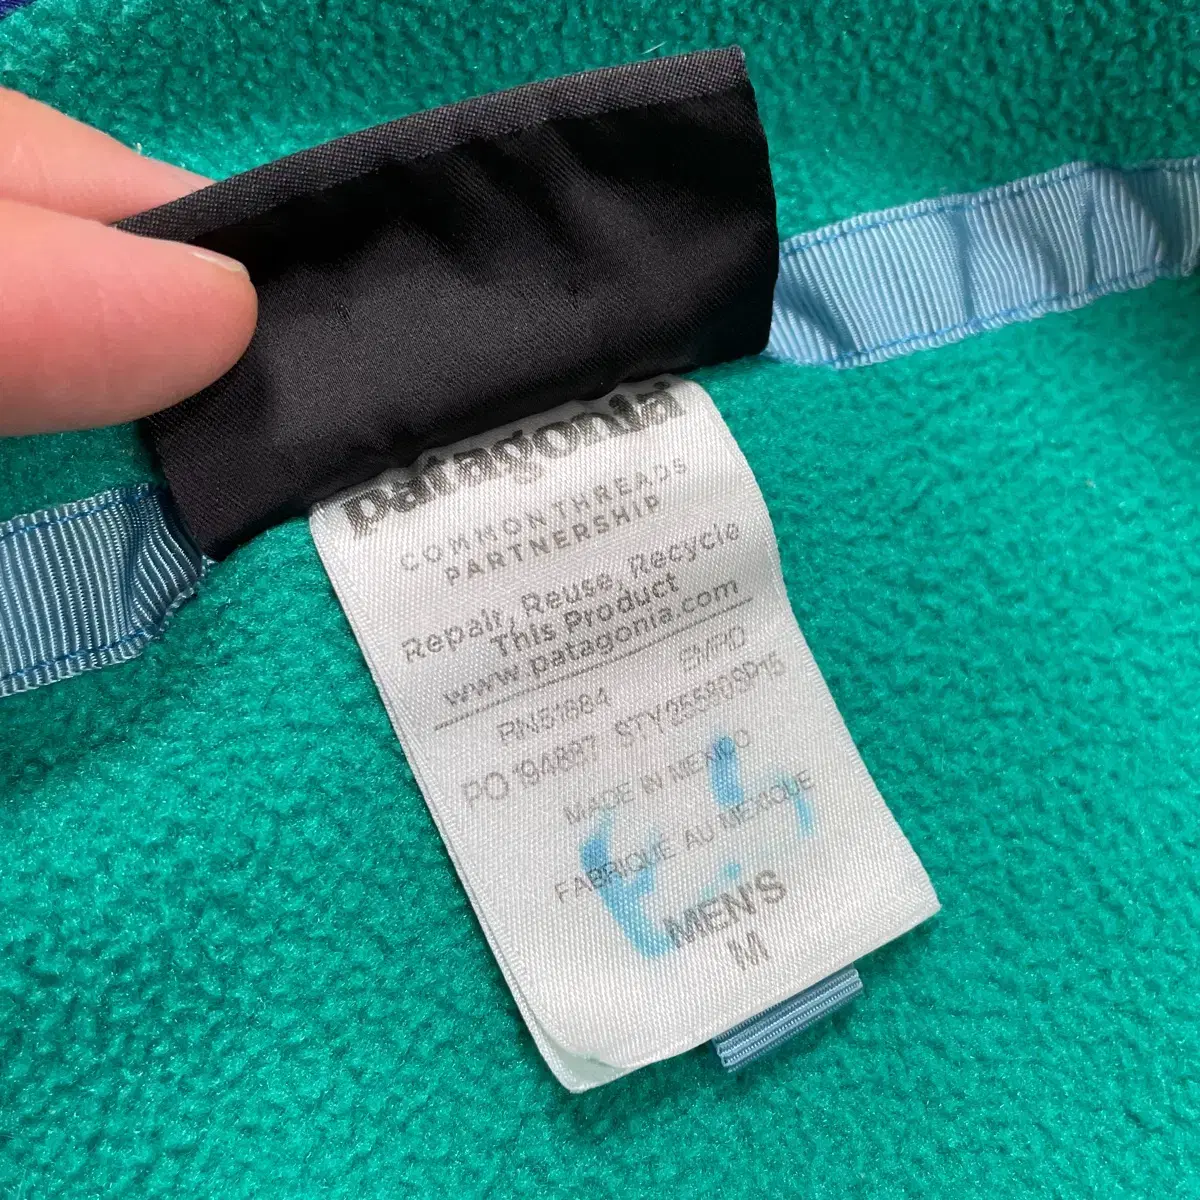 patagonia
COMMONTHREADS
PARTNERSHIP
Repair, Reuse, Recycle
This Product
www.patagonia.com
RN51884 EMPD
PO 194887 STY25580SP15
MADE IN MEXICO
FABRIQUE AU MEXIQUE
MEN'S
M